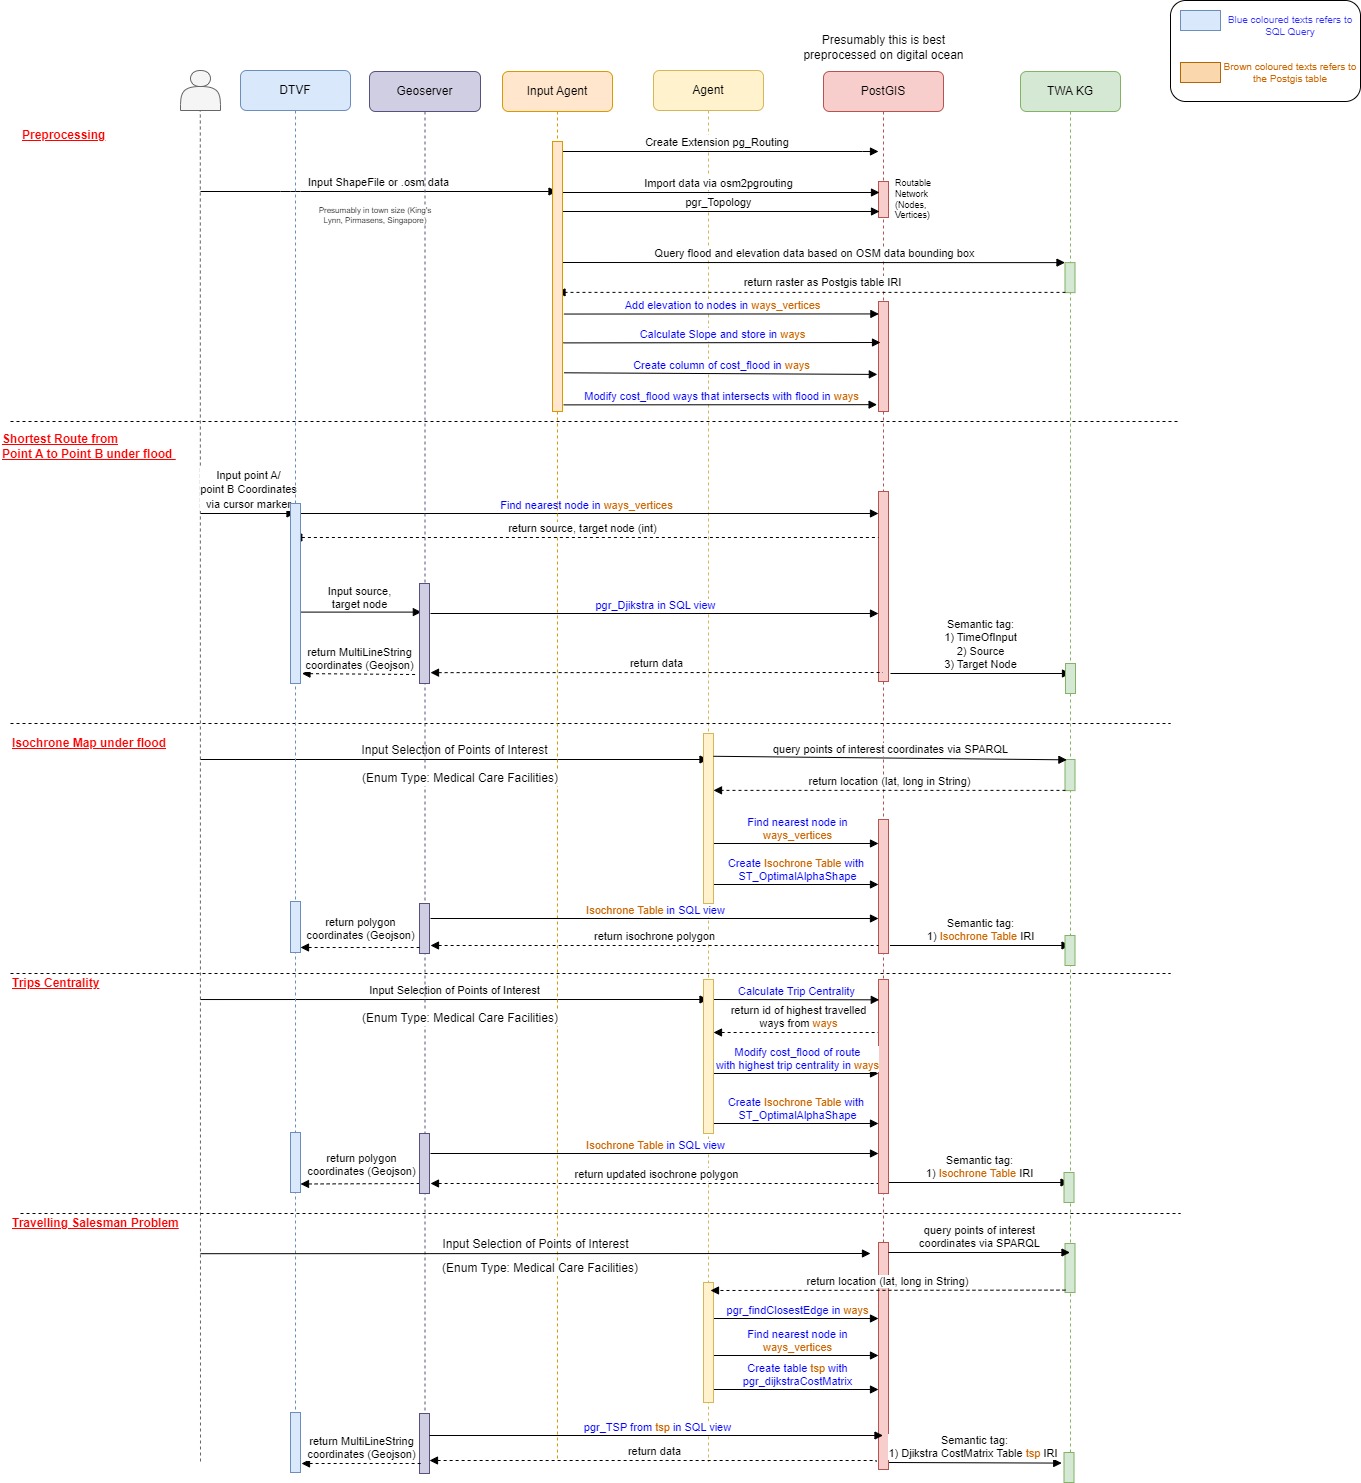 Blue coloured texts refers to
SQL Query
Brown coloured texts refers to
the Postgis table
Presumably this is best
preprocessed on digital ocean
DTVF
Geoserver
Input Agent
Agent
PostGIS
TWA KG
Preprocessing
Create Extension pg_Routing
Input ShapeFile or .osm data
Presumably in town size (King's
Lynn, Pirmasens, Singapore)
Import data via osm2pgrouting
pgr_Topology
Routable
Network
(Nodes,
Vertices)
Query flood and elevation data based on OSM data bounding box
return raster as Postgis table IRI
Add elevation to nodes in ways_vertices
Calculate Slope and store in ways
Create column of cost_flood in ways
Modify cost_flood ways that intersects with flood in ways
Shortest Route from
Point A to Point B under flood
Input point A/
point B Coordinates
via cursor marker
Find nearest node in ways_vertices
return source, target node (int)
Input source,
target node
pgr_Djikstra in SQL view
Semantic tag:
1) TimeOfInput
2) Source
3) Target Node
return MultiLineString
coordinates (Geojson)
return data
Isochrone Map under flood
Input Selection of Points of Interest
(Enum Type: Medical Care Facilities)
query points of interest coordinates via SPARQL
return location (lat, long in String)
Find nearest node in
ways_vertices
Create Isochrone Table with
ST_OptimalAlphaShape
Isochrone Table in SQL view
return polygon
coordinates (Geojson)
return isochrone polygon
Semantic tag:
1) Isochrone Table IRI
Trips Centrality
Input Selection of Points of Interest
(Enum Type: Medical Care Facilities)
Calculate Trip Centrality
return id of highest travelled
ways from ways
Modify cost_flood of route
with highest trip centrality in ways
Create Isochrone Table with
ST_OptimalAlphaShape
Isochrone Table in SQL view
return polygon
coordinates (Geojson)
return updated isochrone polygon
Semantic tag:
1) Isochrone Table IRI
Travelling Salesman Problem
Input Selection of Points of Interest
(Enum Type: Medical Care Facilities)
query points of interest
coordinates via SPARQL
return location (lat, long in String)
pgr_findClosestEdge in ways
Find nearest node in
ways_vertices
Create table tsp with
pgr_dijkstraCostMatrix
pgr_TSP from tsp in SQL view
return MultiLineString
coordinates (Geojson)
return data
Semantic tag:
1) Djikstra CostMatrix Table tsp IRI